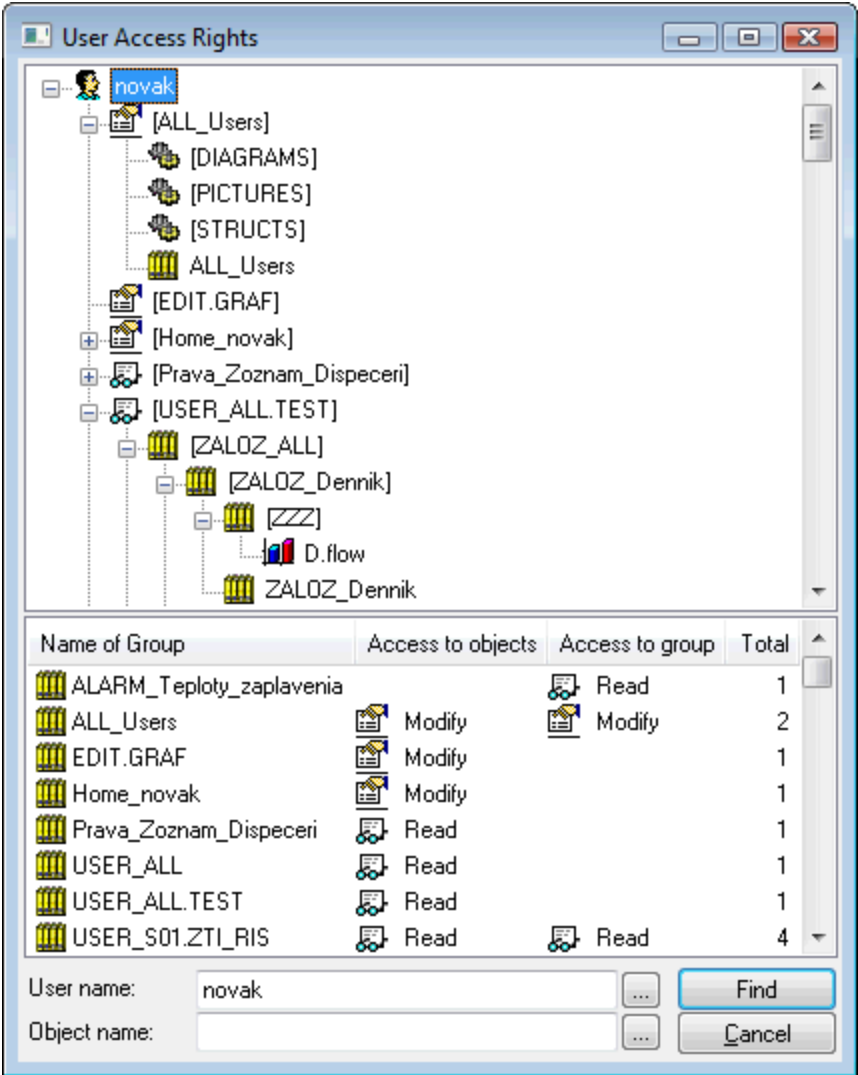 User Access Rights
novak
[ALL_Users]
[DIAGRAMS]
[PICTURES]
[STRUCTS]
ALL_Users
[EDIT.GRAF]
[Home_novak]
[Prava_Zoznam_Dispeceri]
[USER_ALL.TEST]
[ZALOZ_ALL]
[ZALOZ_Dennik]
[ZZZ]
D.flow
ZALOZ_Dennik
Name of Group Access to objects Access to group Total
ALARM_Teploty_zaplavenia Read 1
ALL_Users Modify Modify 2
EDIT.GRAF Modify 1
Home_novak Modify 1
Prava_Zoznam_Dispeceri Read 1
USER_ALL Read 1
USER_ALL.TEST Read 1
USER_S01.ZTI_RIS Read Read 4
User name: novak ... Find
Object name: ... Cancel